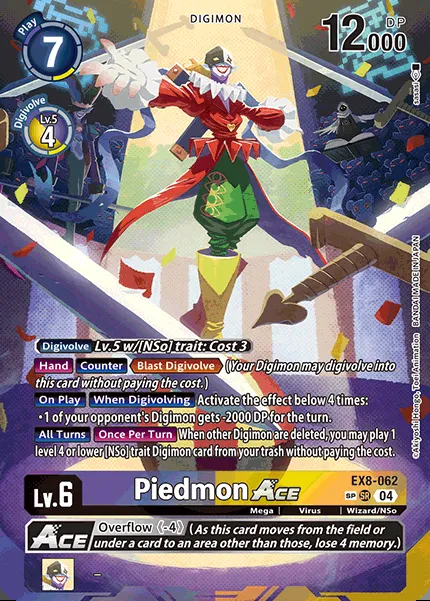 Play
7
DIGIMON
12000
DP
Digivolve
Lv.5
4
sasasi
©Akiyoshi Hongo, Toei Animation BANDAI MADE IN JAPAN
Digivolve Lv.5 w/[NSo] trait: Cost 3
Hand Counter Blast Digivolve (Your Digimon may digivolve into
this card without paying the cost.)
On Play When Digivolving Activate the effect below 4 times:
・1 of your opponent's Digimon gets -2000 DP for the turn.
All Turns Once Per Turn When other Digimon are deleted, you may play 1
level 4 or lower [NSo] trait Digimon card from your trash without paying the cost.
Lv.6
Piedmon ACE
EX8-062
SP SR 04
Mega | Virus | Wizard/NSo
ACE Overflow《-4》 (As this card moves from the field or
under a card to an area other than those, lose 4 memory.)
-